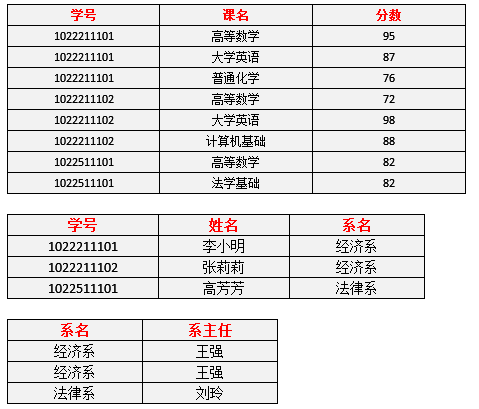 学号 课名 分数
1022211101 高等数学 95
1022211101 大学英语 87
1022211101 普通化学 76
1022211102 高等数学 72
1022211102 大学英语 98
1022211102 计算机基础 88
1022511101 高等数学 82
1022511101 法学基础 82
学号 姓名 系名
1022211101 李小明 经济系
1022211102 张莉莉 经济系
1022511101 高芳芳 法律系
系名 系主任
经济系 王强
经济系 王强
法律系 刘玲